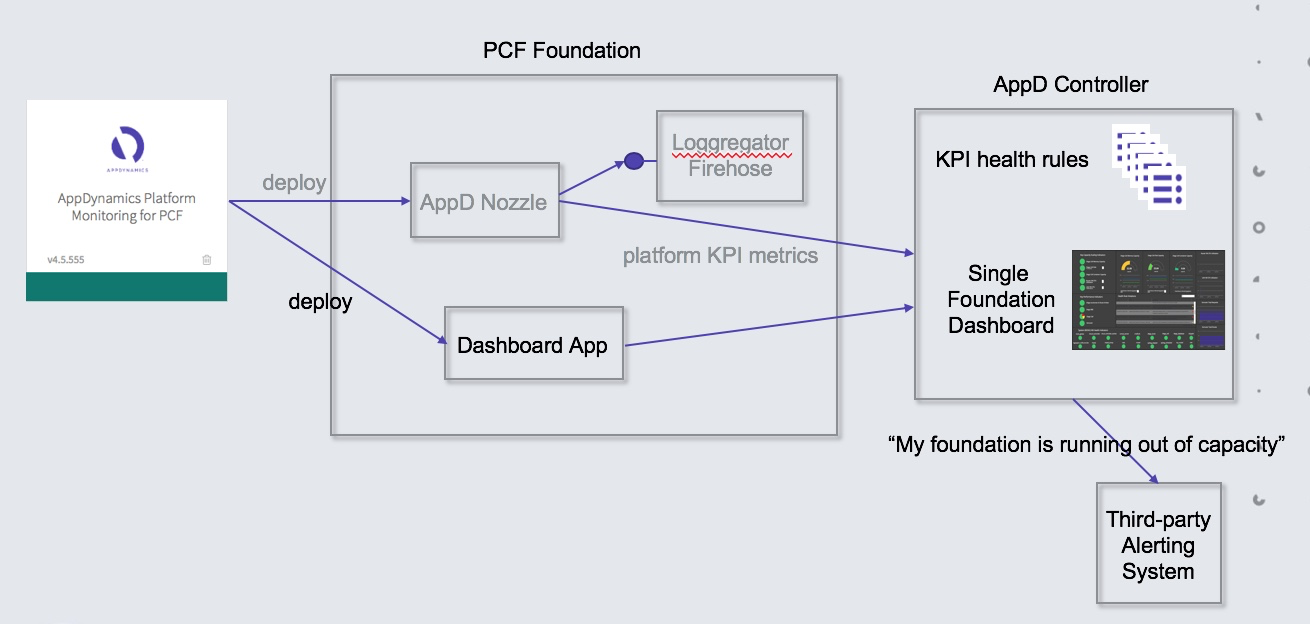 PCF Foundation
AppD Controller
APPDYNAMICS
AppDynamics Platform
Monitoring for PCF
v4.5.555
deploy
deploy
AppD Nozzle
Loggregator
Firehose
platform KPI metrics
Dashboard App
KPI health rules
Single
Foundation
Dashboard
“My foundation is running out of capacity”
Third-party
Alerting
System